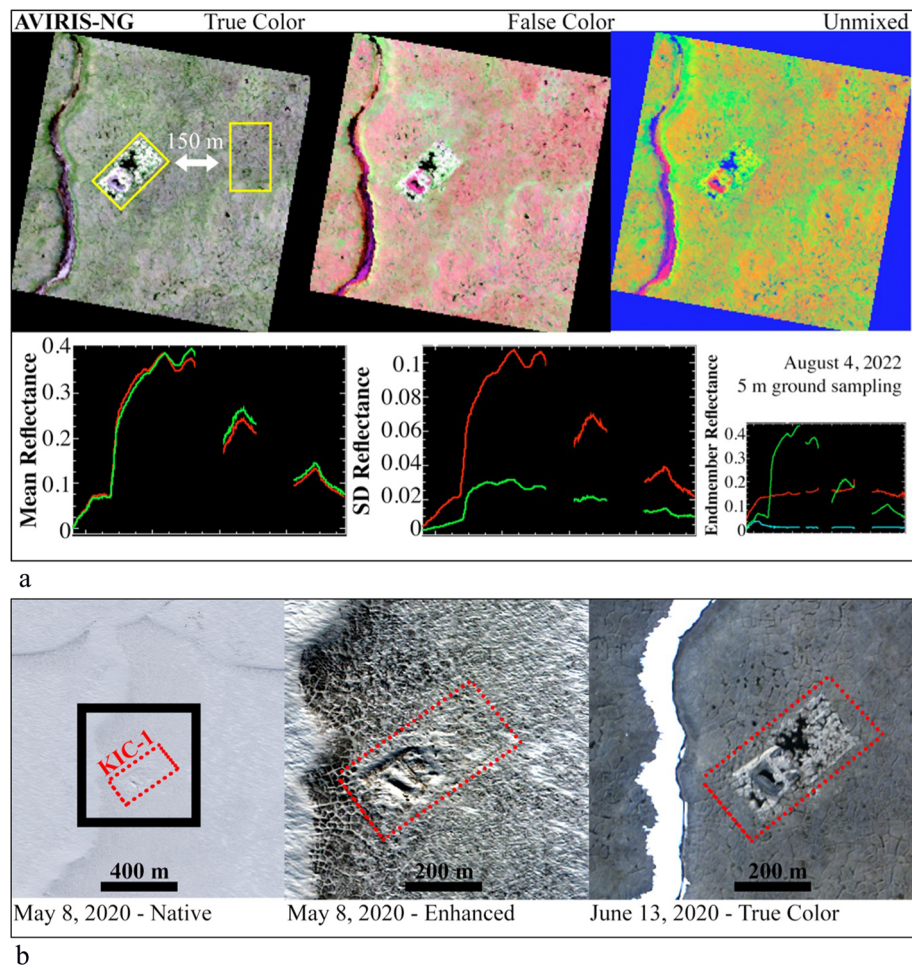 AVIRIS-NG True Color False Color Unmixed
150 m
0.4
0.3
0.2
0.1
0
Mean Reflectance
0.1
0.08
0.06
0.04
0.02
0
SD Reflectance
August 4, 2022
5 m ground sampling
0.4
0.3
0.2
0.1
0
Endmember Reflectance
a
KIC-1
400 m
200 m
200 m
May 8, 2020 - Native
May 8, 2020 - Enhanced
June 13, 2020 - True Color
b